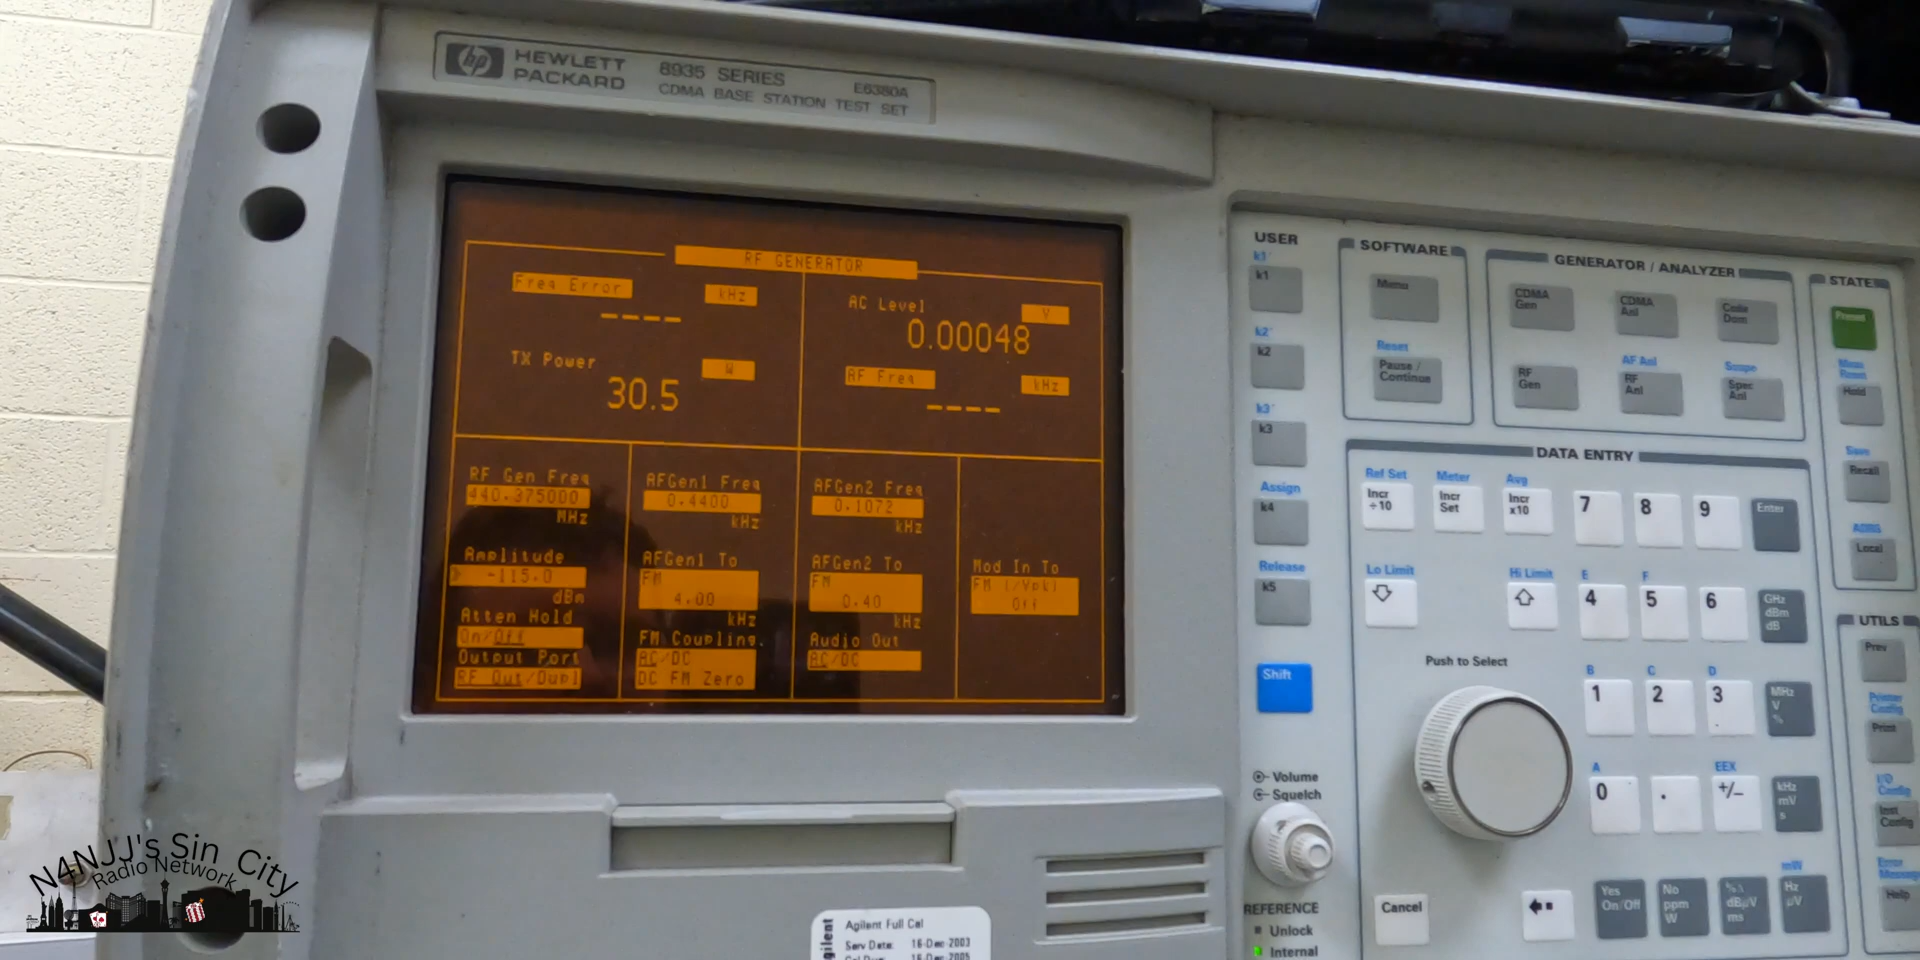 hp HEWLETT PACKARD
8935 SERIES
E6380A
CDMA BASE STATION TEST SET
RF GENERATOR
Freq Error kHz
----
TX Power W
30.5
AC Level V
0.00048
RF Freq kHz
----
RF Gen Freq
440.375000
MHz
Amplitude
-115.0
dBm
Atten Hold
On/Off
Output Port
RF Out/Dupl
AFGen1 Freq
0.4400
kHz
AFGen1 To
FM
4.00
kHz
FM Coupling
AC/DC
DC FM Zero
AFGen2 Freq
0.1072
kHz
AFGen2 To
FM
0.40
kHz
Audio Out
AC/DC
Mod In To
FM (/Vpk)
Off
USER
k1'
k1
k2'
k2
k3'
k3
Assign
k4
Release
k5
Shift
Volume
Squelch
REFERENCE
Unlock
Internal
SOFTWARE
Menu
Reset
Pause / Continue
GENERATOR / ANALYZER
CDMA Gen
CDMA Anl
Code Dom
RF Gen
AF Anl
RF Anl
Scope
Spec Anl
STATE
Preset
Meas Reset
Hold
Save
Recall
ADRS
Local
DATA ENTRY
Ref Set
Incr ÷10
Meter
Incr Set
Avg
Incr x10
7
8
9
Enter
Lo Limit
Hi Limit
E
4
F
5
6
GHz dBm dB
Push to Select
B
1
C
2
D
3
MHz V %
A
0
.
EEX
+/−
kHz mV s
Cancel
Yes On/Off
No ppm W
%Δ dBµV ms
mW
Hz µV
UTILS
Prev
Printer Config
Print
I/O Config
Inst Config
Error Message
Help
Agilent
Agilent Full Cal
Serv Date: 16-Dec-2003
Cal Due: 16-Dec-2005
N4NJJ's Sin City
Radio Network